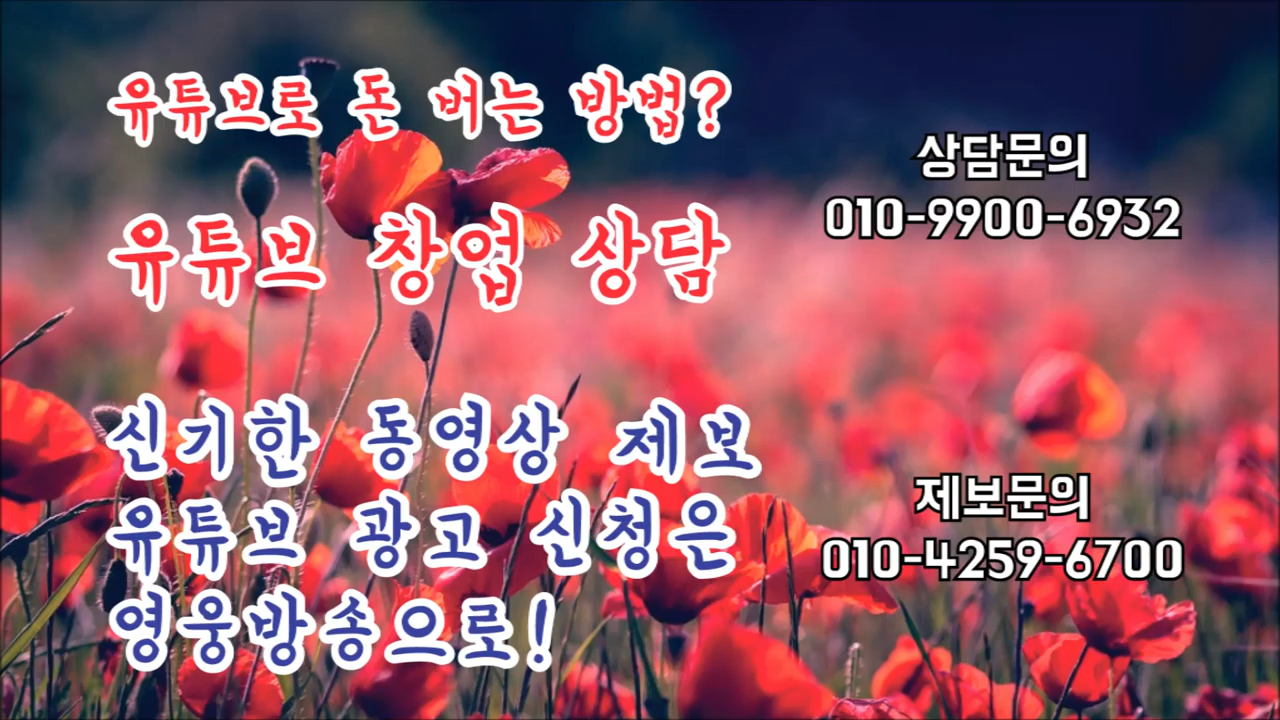 유튜브로 돈 버는 방법?
유튜브 창업 상담
상담문의
010-9900-6932
신기한 동영상 제보
유튜브 광고 신청은
영웅방송으로!
제보문의
010-4259-6700